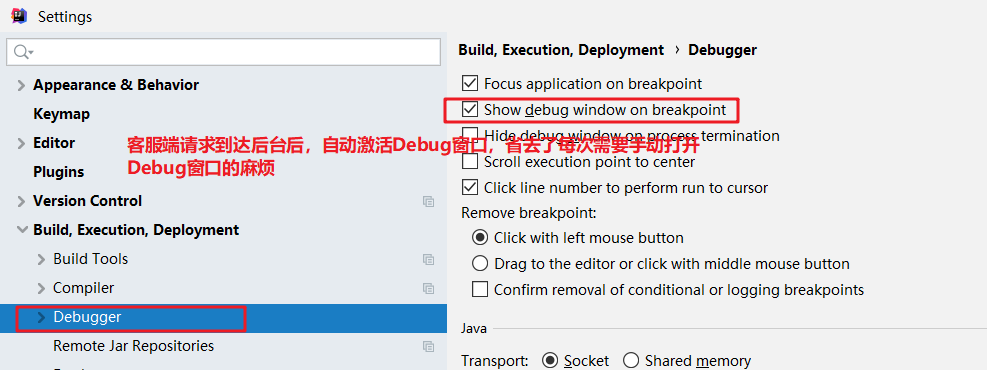 Settings
Appearance & Behavior
Keymap
Editor
Plugins
Version Control
Build, Execution, Deployment
Build Tools
Compiler
Debugger
Remote Jar Repositories
Build, Execution, Deployment › Debugger
Focus application on breakpoint
Show debug window on breakpoint
Hide debug window on process termination
客服端请求到达后台后，自动激活Debug窗口，省去了每次需要手动打开
Debug窗口的麻烦
Scroll execution point to center
Click line number to perform run to cursor
Remove breakpoint:
Click with left mouse button
Drag to the editor or click with middle mouse button
Confirm removal of conditional or logging breakpoints
Java
Transport: Socket Shared memory